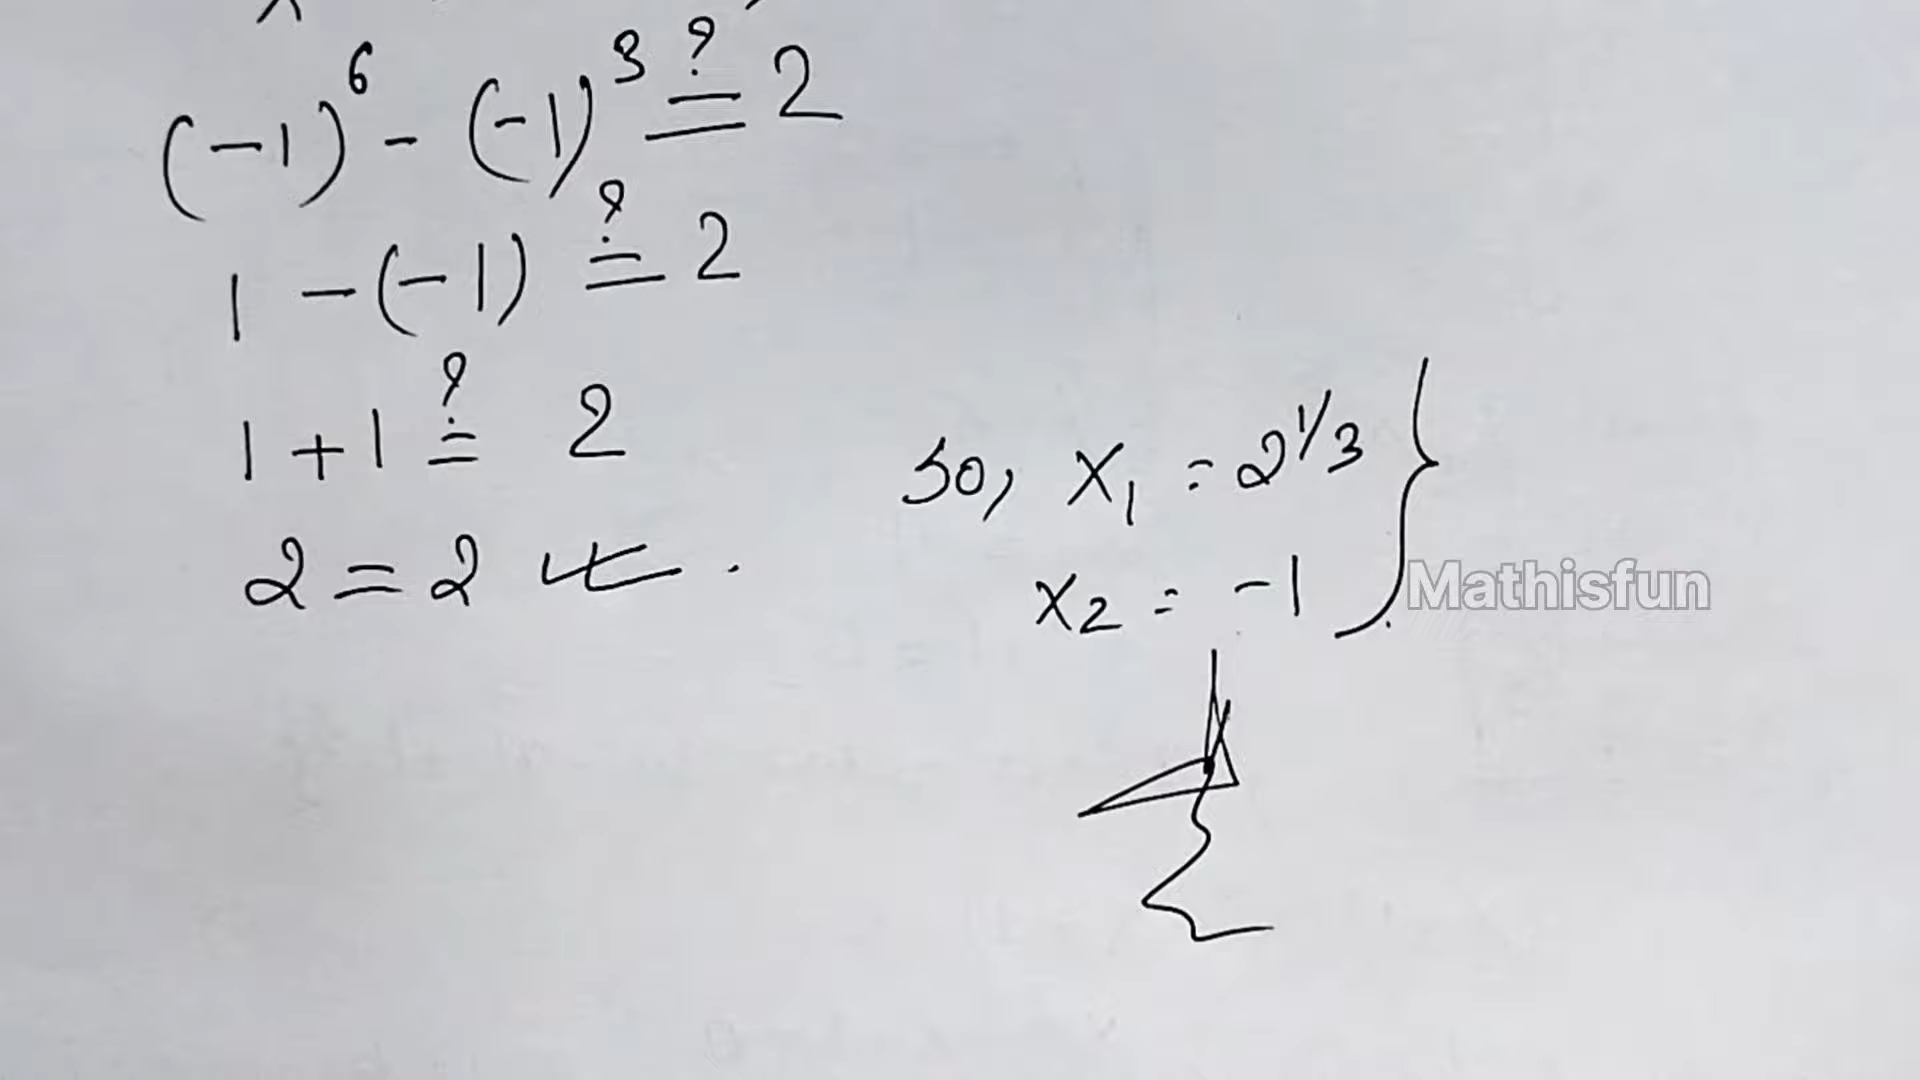 (-1)⁶ - (-1)³ ≟ 2
1 - (-1) ≟ 2
1 + 1 ≟ 2
2 = 2
So, x₁ = 2^1/3
x₂ = -1
Mathisfun